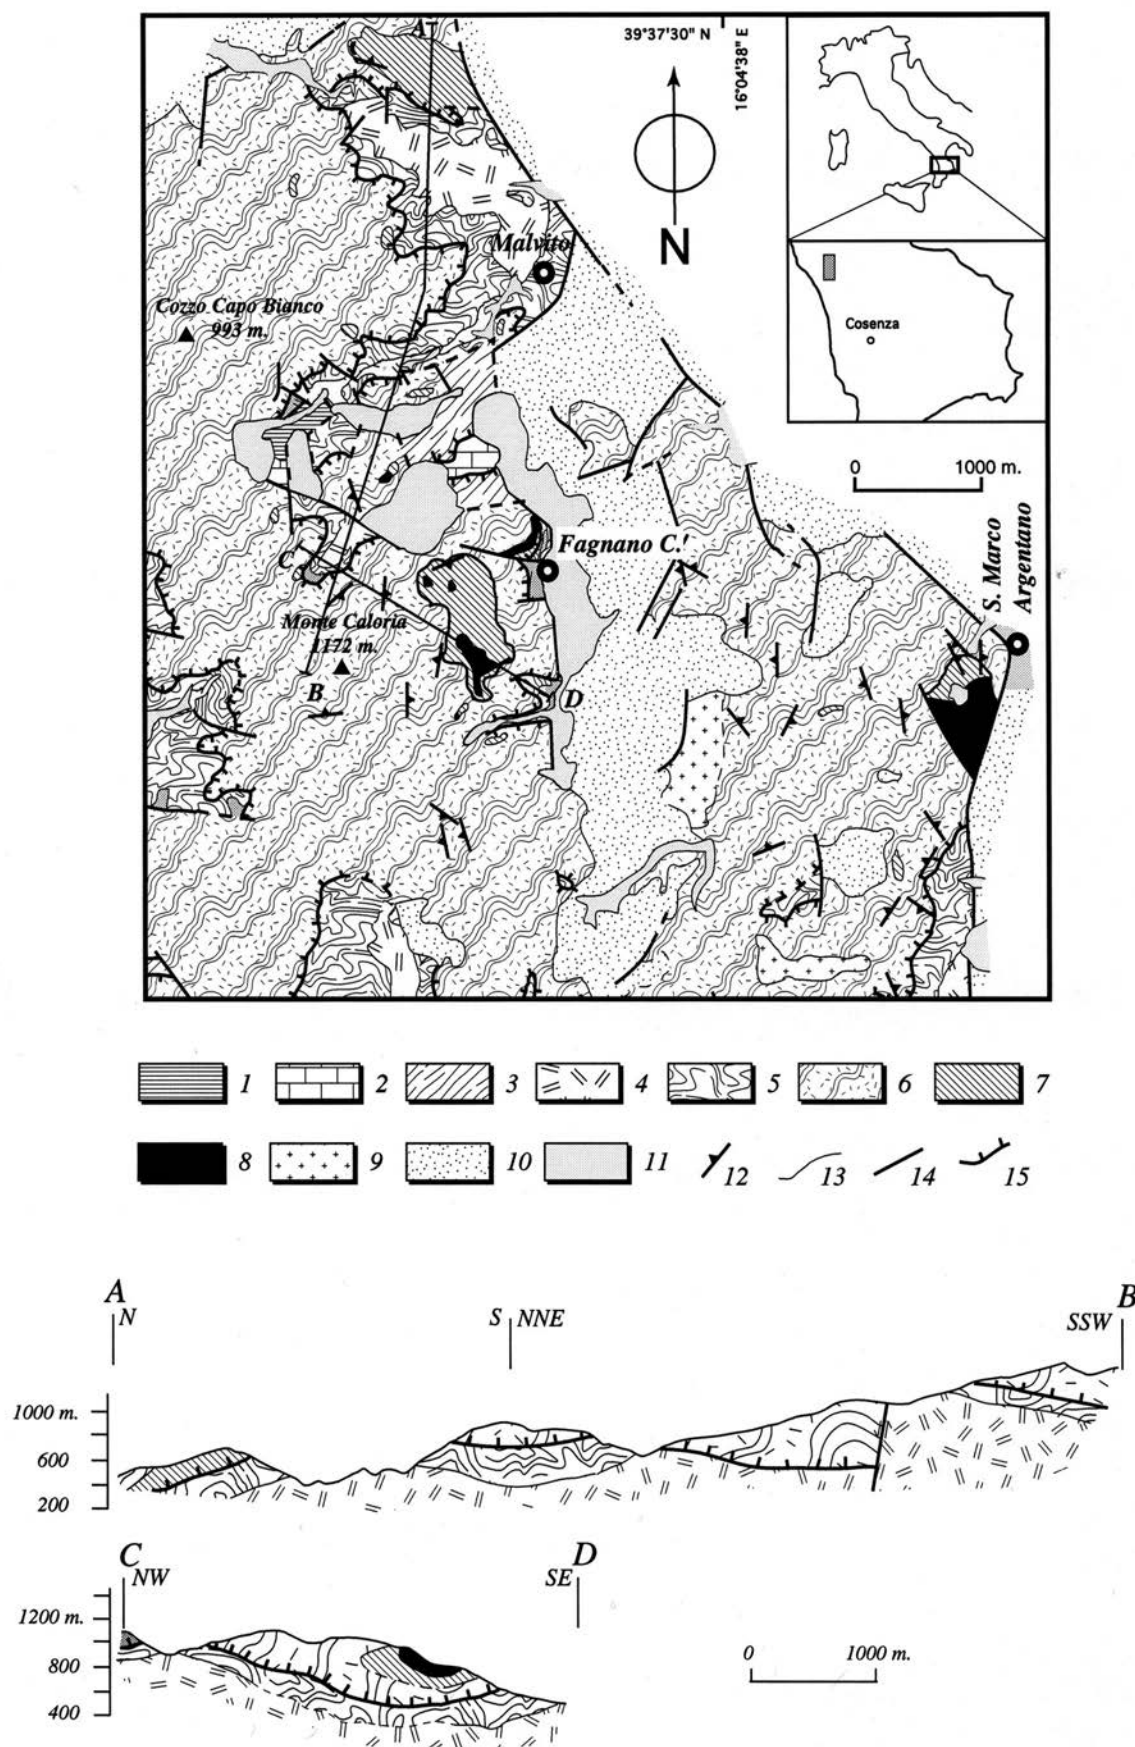 A
39°37'30" N
16°04'38" E
N
Malvito
Cozzo Capo Bianco
993 m.
Cosenza
0 1000 m.
C
Fagnano C.'
S. Marco
Argentano
Monte Caloria
1172 m.
B
D
1 2 3 4 5 6 7
8 9 10 11 12 13 14 15
A B
N S NNE SSW
1000 m.
600
200
C D
NW SE
1200 m.
800
400
0 1000 m.